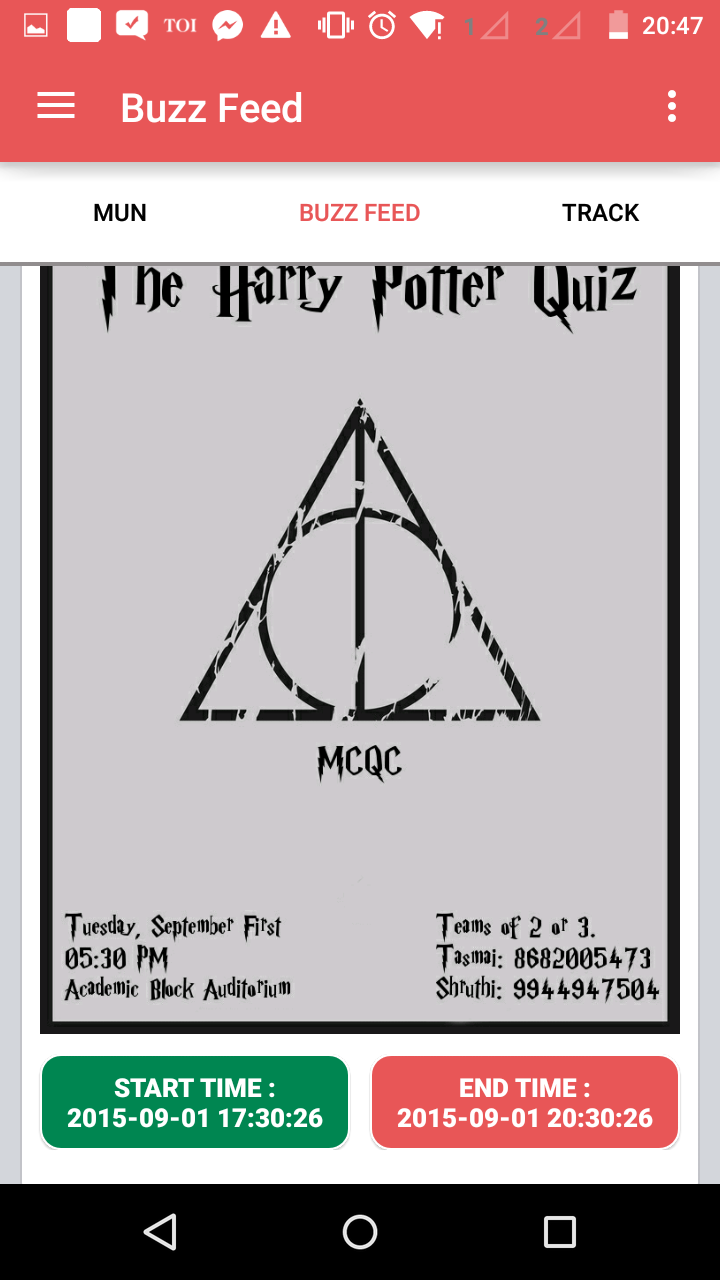 TOI
1
2
20:47
Buzz Feed
MUN
BUZZ FEED
TRACK
The Harry Potter Quiz
MCQC
Tuesday, September First
05:30 PM
Academic Block Auditorium
Teams of 2 or 3.
Tasmai: 8682005473
Shruthi: 9944947504
START TIME :
2015-09-01 17:30:26
END TIME :
2015-09-01 20:30:26